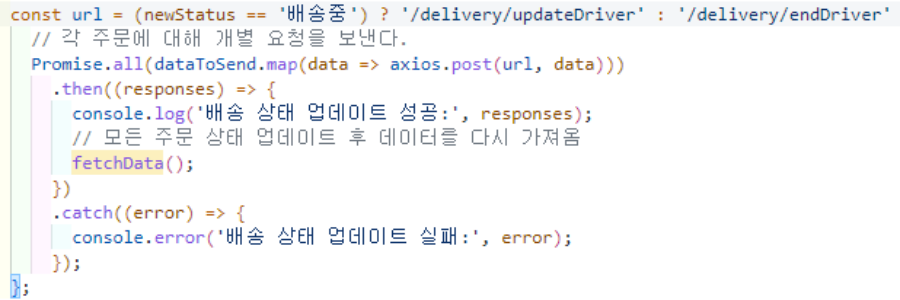 const url = (newStatus == '배송중') ? '/delivery/updateDriver' : '/delivery/endDriver'
// 각 주문에 대해 개별 요청을 보낸다.
Promise.all(dataToSend.map(data => axios.post(url, data)))
.then((responses) => {
console.log('배송 상태 업데이트 성공:', responses);
// 모든 주문 상태 업데이트 후 데이터를 다시 가져옴
fetchData();
})
.catch((error) => {
console.error('배송 상태 업데이트 실패:', error);
});
};